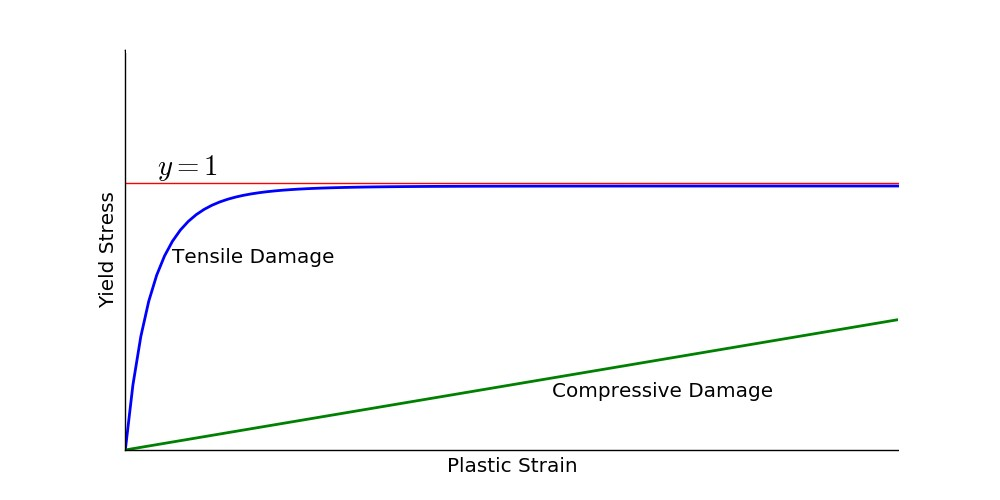 y = 1
Yield Stress
Tensile Damage
Compressive Damage
Plastic Strain